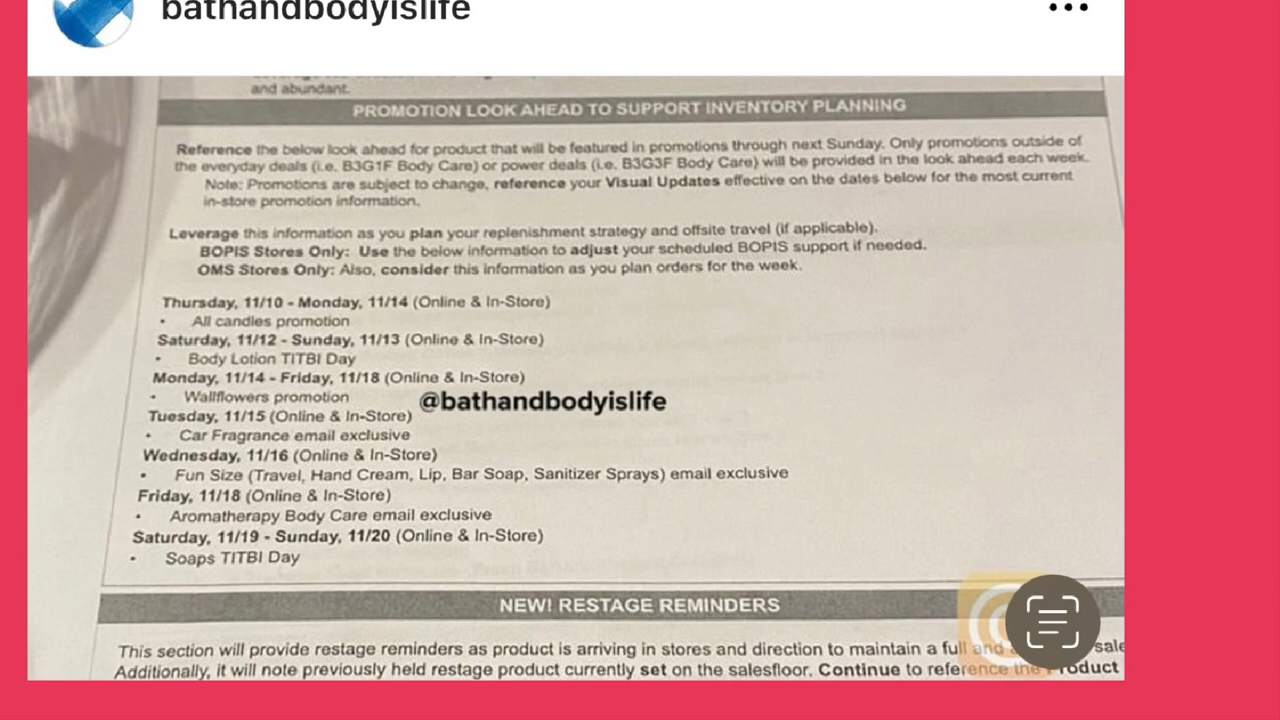 bathandbodyislife
and abundant.
PROMOTION LOOK AHEAD TO SUPPORT INVENTORY PLANNING
Reference the below look ahead for product that will be featured in promotions through next Sunday. Only promotions outside of
the everyday deals (i.e. B3G1F Body Care) or power deals (i.e. B3G3F Body Care) will be provided in the look ahead each week.
Note: Promotions are subject to change, reference your Visual Updates effective on the dates below for the most current
in-store promotion information.
Leverage this information as you plan your replenishment strategy and offsite travel (if applicable).
BOPIS Stores Only: Use the below information to adjust your scheduled BOPIS support if needed.
OMS Stores Only: Also, consider this information as you plan orders for the week.
Thursday, 11/10 - Monday, 11/14 (Online & In-Store)
• All candles promotion
Saturday, 11/12 - Sunday, 11/13 (Online & In-Store)
• Body Lotion TITBI Day
Monday, 11/14 - Friday, 11/18 (Online & In-Store)
• Wallflowers promotion
@bathandbodyislife
Tuesday, 11/15 (Online & In-Store)
• Car Fragrance email exclusive
Wednesday, 11/16 (Online & In-Store)
• Fun Size (Travel, Hand Cream, Lip, Bar Soap, Sanitizer Sprays) email exclusive
Friday, 11/18 (Online & In-Store)
• Aromatherapy Body Care email exclusive
Saturday, 11/19 - Sunday, 11/20 (Online & In-Store)
• Soaps TITBI Day
NEW! RESTAGE REMINDERS
This section will provide restage reminders as product is arriving in stores and direction to maintain a full and sale
Additionally, it will note previously held restage product currently set on the salesfloor. Continue to reference the Product